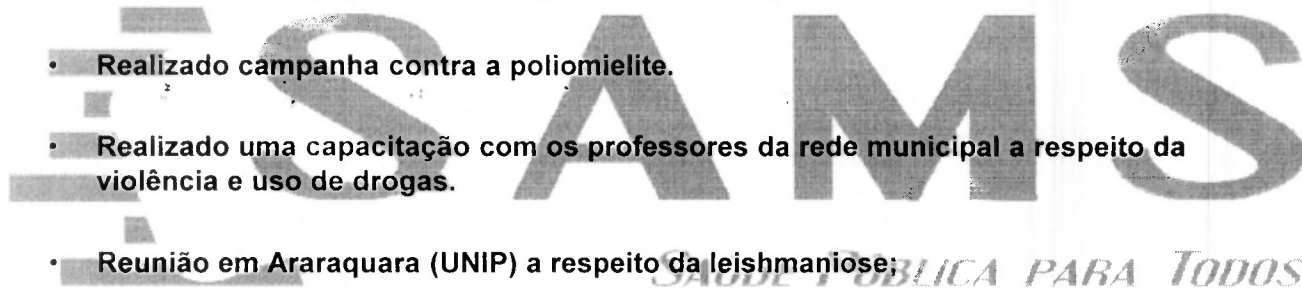 SAMS
• Realizado campanha contra a poliomielite.
• Realizado uma capacitação com os professores da rede municipal a respeito da
violência e uso de drogas.
• Reunião em Araraquara (UNIP) a respeito da leishmaniose;
SAÚDE PÚBLICA PARA TODOS